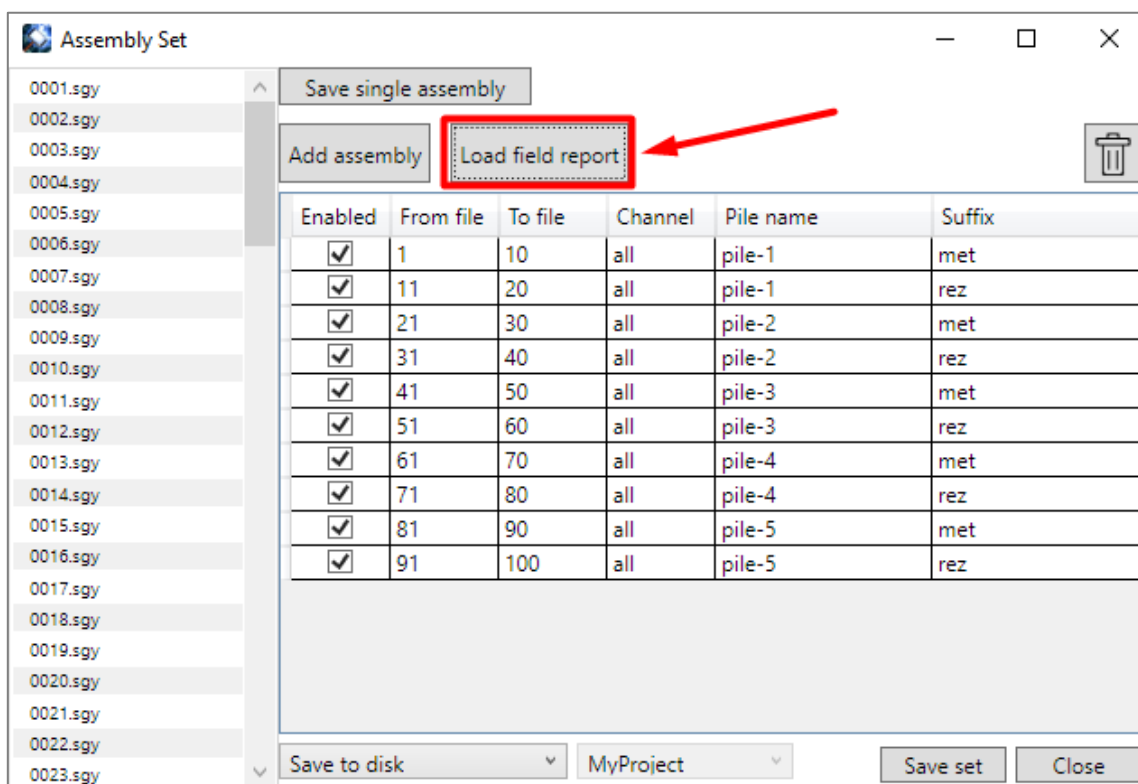 Assembly Set
0001.sgy
0002.sgy
0003.sgy
0004.sgy
0005.sgy
0006.sgy
0007.sgy
0008.sgy
0009.sgy
0010.sgy
0011.sgy
0012.sgy
0013.sgy
0014.sgy
0015.sgy
0016.sgy
0017.sgy
0018.sgy
0019.sgy
0020.sgy
0021.sgy
0022.sgy
0023.sgy
Save single assembly
Add assembly Load field report
Enabled From file To file Channel Pile name Suffix
1 10 all pile-1 met
11 20 all pile-1 rez
21 30 all pile-2 met
31 40 all pile-2 rez
41 50 all pile-3 met
51 60 all pile-3 rez
61 70 all pile-4 met
71 80 all pile-4 rez
81 90 all pile-5 met
91 100 all pile-5 rez
Save to disk MyProject Save set Close